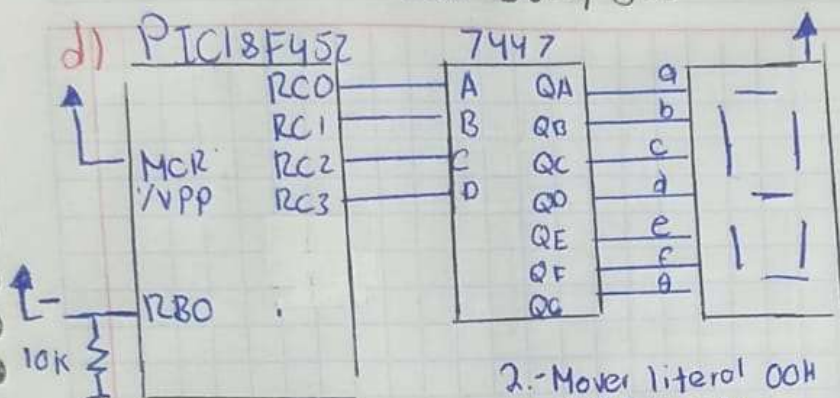 d) PIC18F452 7447
RC0 A QA a
RC1 B QB b
MCR RC2 C QC c
/VPP RC3 D QD d
QE e
RB0 QF f
QG g
10K
2.-Mover literal 00H